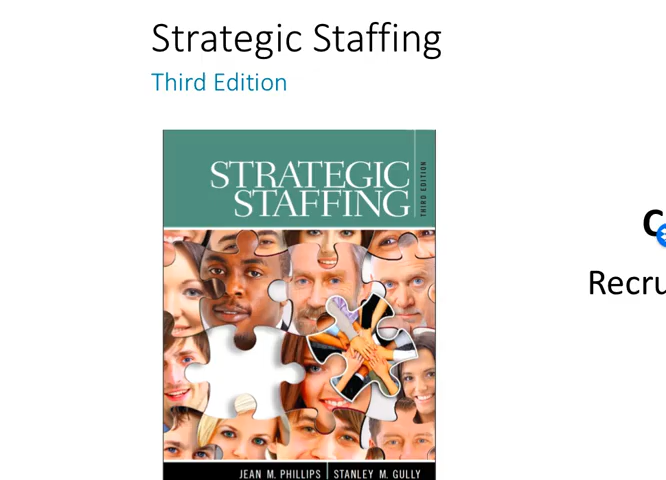 Strategic Staffing
Third Edition
STRATEGIC
STAFFING
THIRD EDITION
JEAN M. PHILLIPS | STANLEY M. GULLY
C
Recru